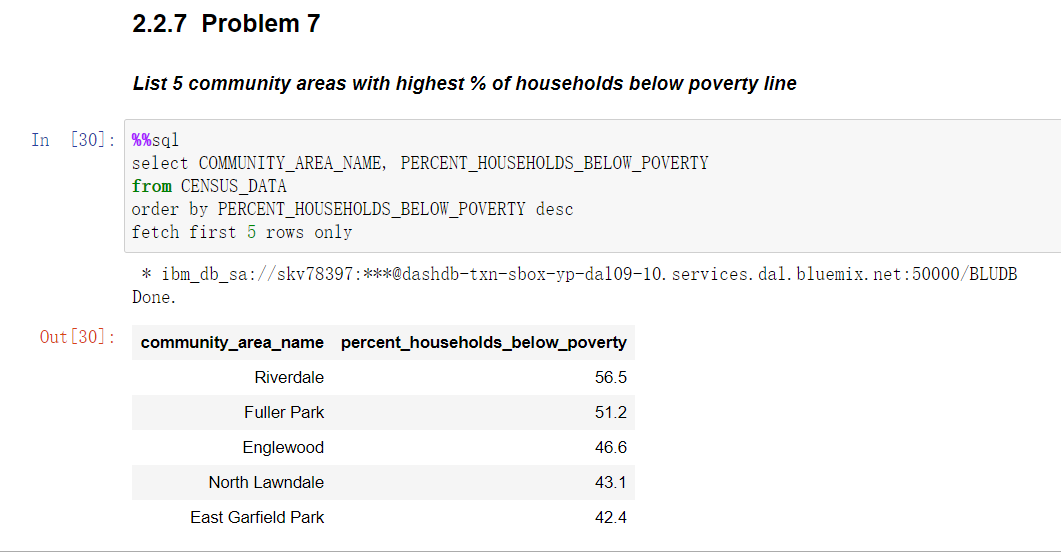 2.2.7 Problem 7
List 5 community areas with highest % of households below poverty line
In [30]: %%sql
select COMMUNITY_AREA_NAME, PERCENT_HOUSEHOLDS_BELOW_POVERTY
from CENSUS_DATA
order by PERCENT_HOUSEHOLDS_BELOW_POVERTY desc
fetch first 5 rows only
* ibm_db_sa://skv78397:***@dashdb-txn-sbox-yp-dal09-10.services.dal.bluemix.net:50000/BLUDB
Done.
Out[30]: community_area_name percent_households_below_poverty
Riverdale 56.5
Fuller Park 51.2
Englewood 46.6
North Lawndale 43.1
East Garfield Park 42.4